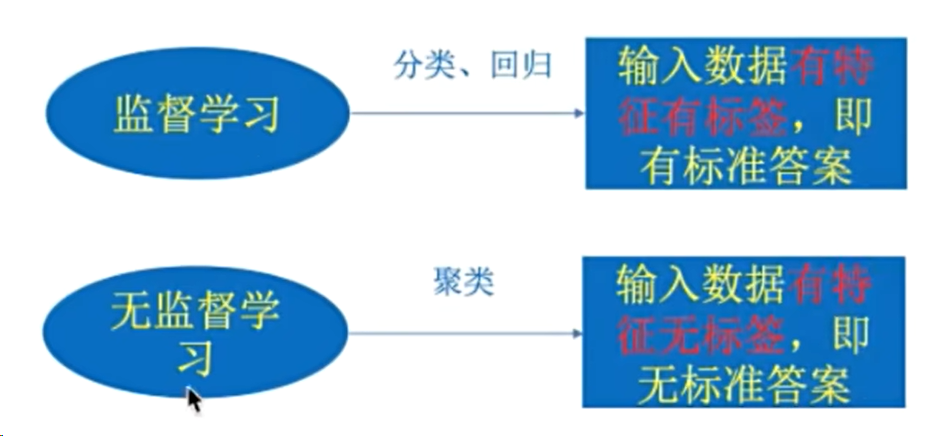 分类、回归
监督学习
输入数据有特
征有标签，即
有标准答案
聚类
无监督学
习
输入数据有特
征无标签，即
无标准答案